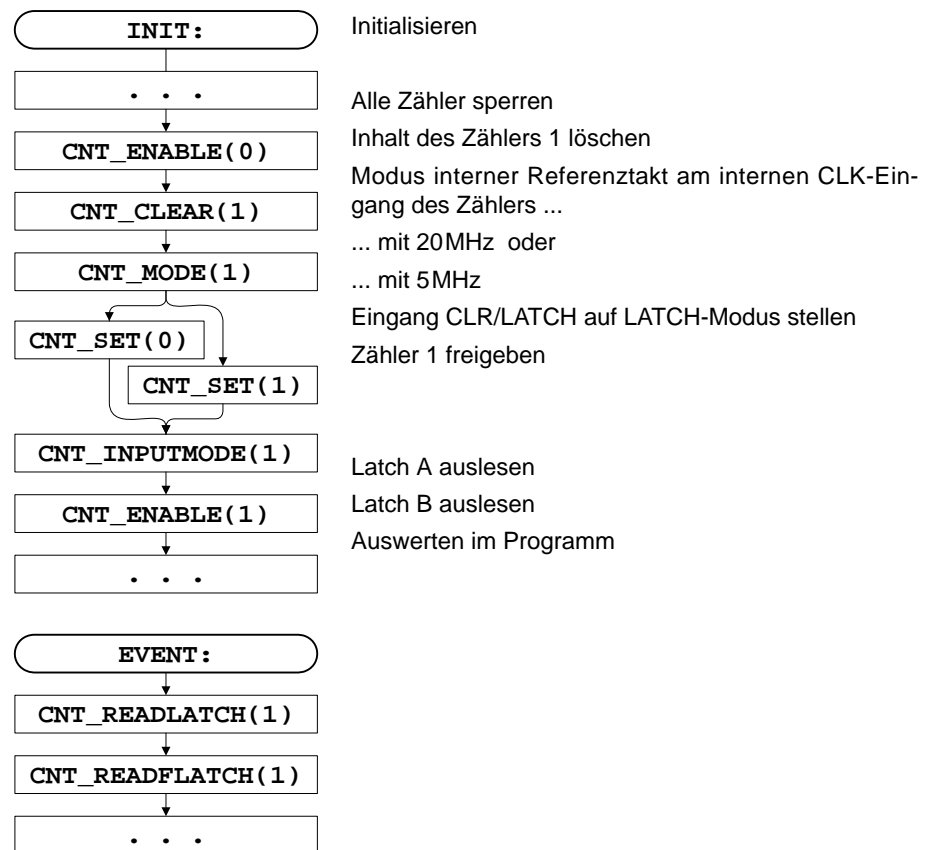 INIT:
. . .
CNT_ENABLE(0)
CNT_CLEAR(1)
CNT_MODE(1)
CNT_SET(0)
CNT_SET(1)
CNT_INPUTMODE(1)
CNT_ENABLE(1)
. . .
EVENT:
CNT_READLATCH(1)
CNT_READFLATCH(1)
. . .
Initialisieren
Alle Zähler sperren
Inhalt des Zählers 1 löschen
Modus interner Referenztakt am internen CLK-Ein-
gang des Zählers ...
... mit 20MHz oder
... mit 5MHz
Eingang CLR/LATCH auf LATCH-Modus stellen
Zähler 1 freigeben
Latch A auslesen
Latch B auslesen
Auswerten im Programm